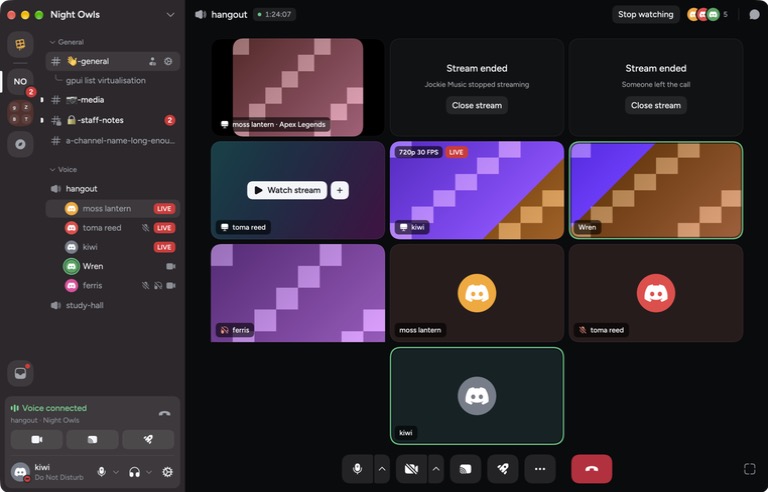 Night Owls
General
👋-general
gpui list virtualisation
NO
2
-media
🔒-staff-notes
2
a-channel-name-long-enou...
Voice
hangout
moss lantern
LIVE
toma reed
LIVE
kiwi
LIVE
Wren
ferris
study-hall
Voice connected
hangout · Night Owls
kiwi
Do Not Disturb
hangout
1:24:07
Stop watching
5
moss lantern · Apex Legends
Stream ended
Jockie Music stopped streaming
Close stream
Stream ended
Someone left the call
Close stream
Watch stream
+
toma reed
720p 30 FPS
LIVE
kiwi
Wren
ferris
moss lantern
toma reed
kiwi